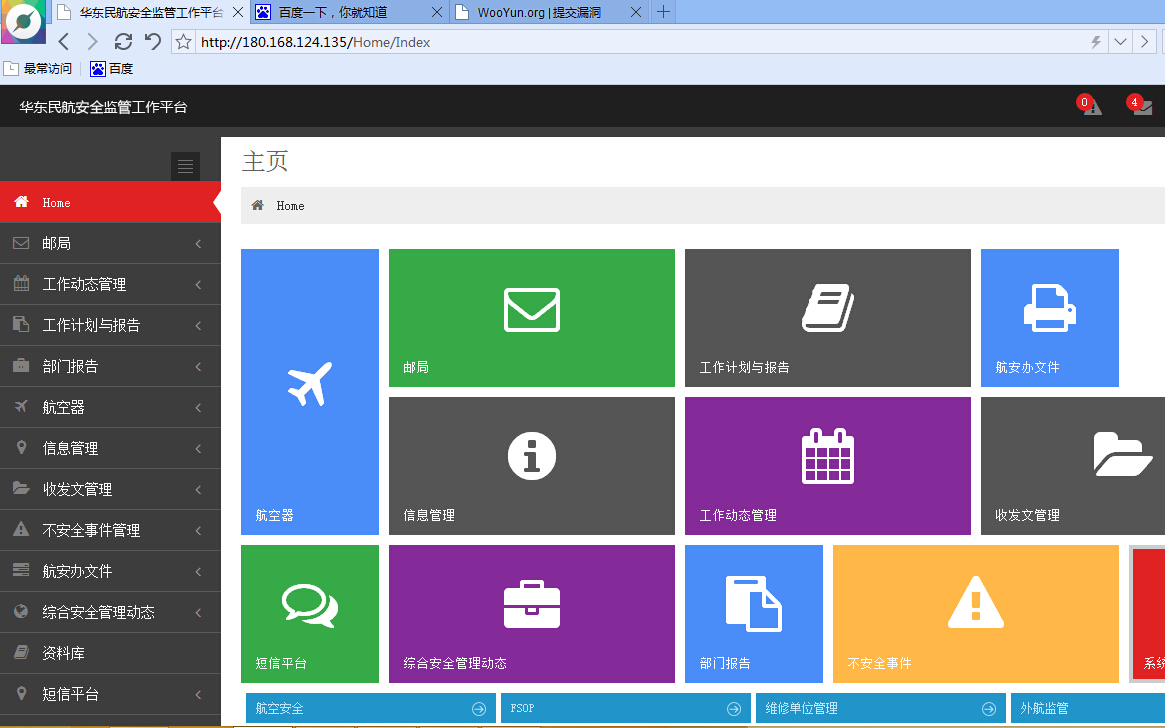 华东民航安全监管工作平台
百度一下，你就知道
WooYun.org | 提交漏洞
http://180.168.124.135/Home/Index
最常访问
百度
华东民航安全监管工作平台
0
4
主页
Home
Home
邮局
工作动态管理
工作计划与报告
部门报告
航空器
信息管理
收发文管理
不安全事件管理
航安办文件
综合安全管理动态
资料库
短信平台
邮局
工作计划与报告
航安办文件
航空器
信息管理
工作动态管理
收发文管理
短信平台
综合安全管理动态
部门报告
不安全事件
系统
航空安全
FSOP
维修单位管理
外航监管